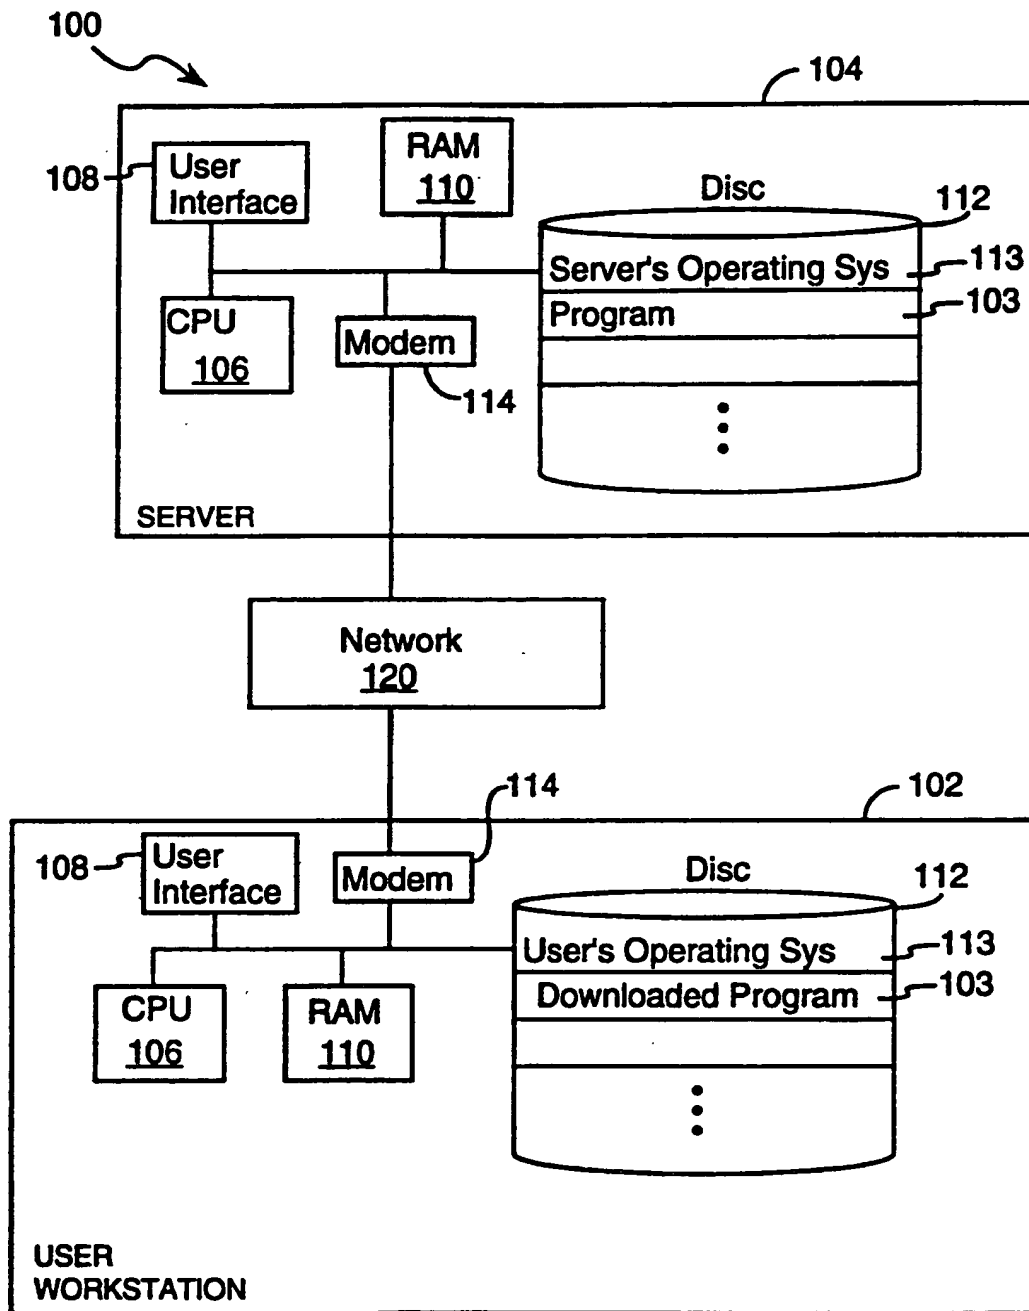 100
104
108
User
Interface
RAM
110
Disc
112
Server's Operating Sys
113
Program
103
CPU
106
Modem
114
SERVER
Network
120
102
114
108
User
Interface
Modem
Disc
112
User's Operating Sys
113
Downloaded Program
103
CPU
106
RAM
110
USER
WORKSTATION